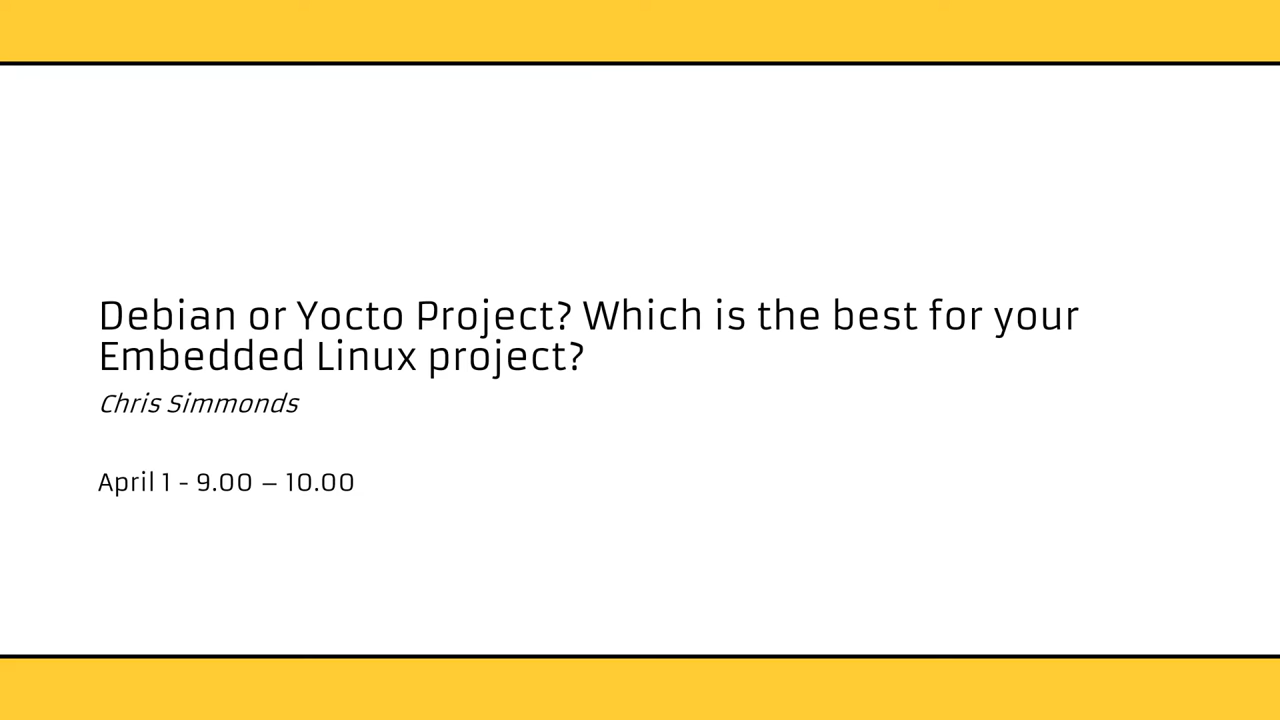 Debian or Yocto Project? Which is the best for your
Embedded Linux project?
Chris Simmonds
April 1 - 9.00 – 10.00